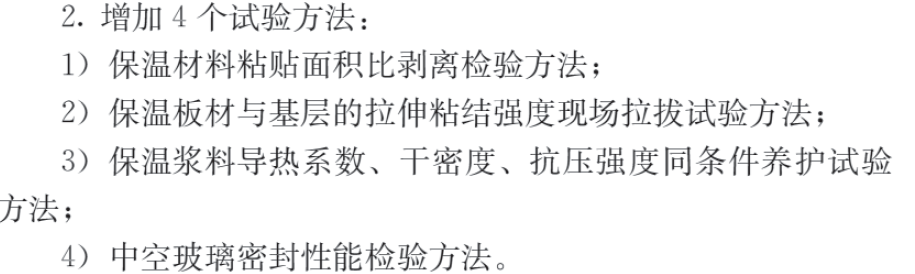 2. 增加 4 个试验方法：
1）保温材料粘贴面积比剥离检验方法；
2）保温板材与基层的拉伸粘结强度现场拉拔试验方法；
3）保温浆料导热系数、干密度、抗压强度同条件养护试验
方法；
4）中空玻璃密封性能检验方法。